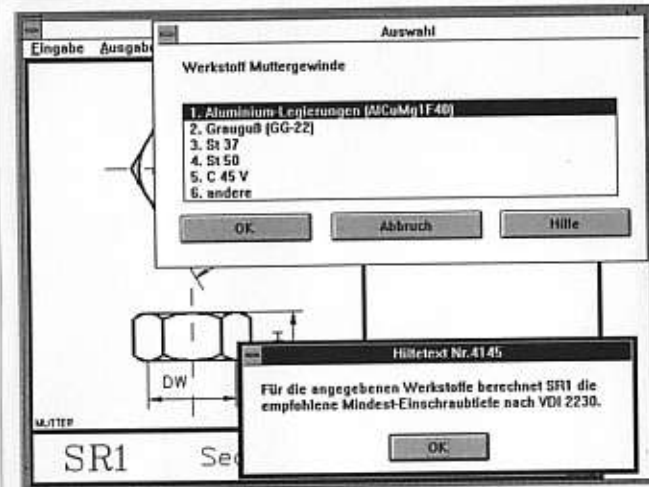 Auswahl
Eingabe Ausgabe
Werkstoff Muttergewinde
1. Aluminium-Legierungen (AlCuMg1F40)
2. Grauguß (GG-22)
3. St 37
4. St 50
5. C 45 V
6. andere
OK
Abbruch
Hilfe
DW
Hilfetext Nr.4145
Für die angegebenen Werkstoffe berechnet SR1 die
empfohlene Mindest-Einschraubtiefe nach VDI 2230.
OK
MUTTER
SR1